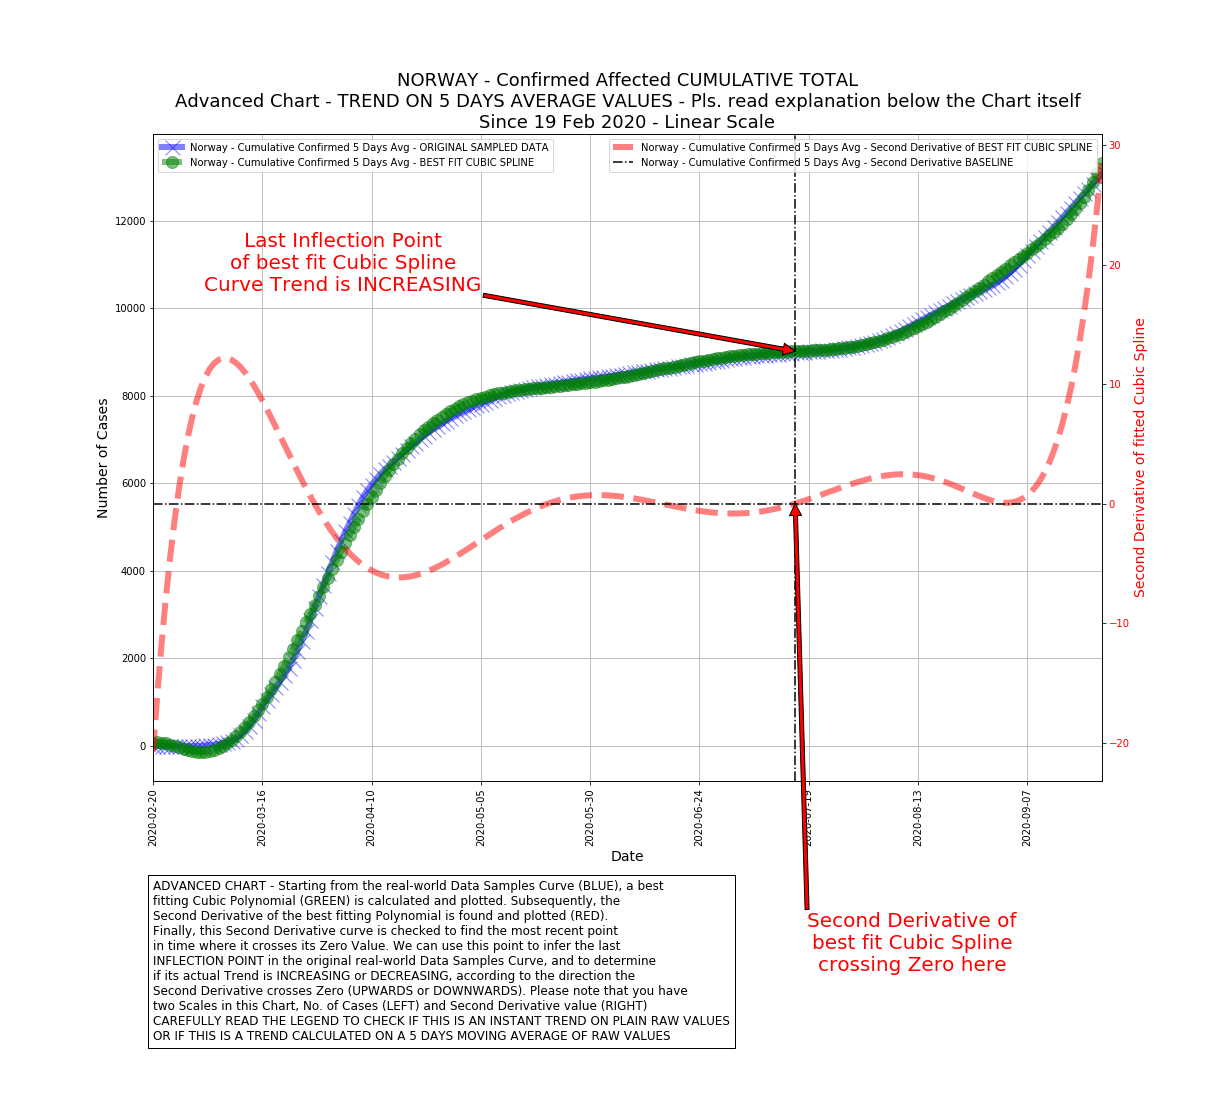 NORWAY - Confirmed Affected CUMULATIVE TOTAL
Advanced Chart - TREND ON 5 DAYS AVERAGE VALUES - Pls. read explanation below the Chart itself
Since 19 Feb 2020 - Linear Scale
Norway - Cumulative Confirmed 5 Days Avg - ORIGINAL SAMPLED DATA
Norway - Cumulative Confirmed 5 Days Avg - BEST FIT CUBIC SPLINE
Norway - Cumulative Confirmed 5 Days Avg - Second Derivative of BEST FIT CUBIC SPLINE
Norway - Cumulative Confirmed 5 Days Avg - Second Derivative BASELINE
Last Inflection Point
of best fit Cubic Spline
Curve Trend is INCREASING
Number of Cases
12000
10000
8000
6000
4000
2000
0
30
20
10
0
−10
−20
Second Derivative of fitted Cubic Spline
2020-02-20
2020-03-16
2020-04-10
2020-05-05
2020-05-30
2020-06-24
2020-07-19
2020-08-13
2020-09-07
Date
Second Derivative of
best fit Cubic Spline
crossing Zero here
ADVANCED CHART - Starting from the real-world Data Samples Curve (BLUE), a best
fitting Cubic Polynomial (GREEN) is calculated and plotted. Subsequently, the
Second Derivative of the best fitting Polynomial is found and plotted (RED).
Finally, this Second Derivative curve is checked to find the most recent point
in time where it crosses its Zero Value. We can use this point to infer the last
INFLECTION POINT in the original real-world Data Samples Curve, and to determine
if its actual Trend is INCREASING or DECREASING, according to the direction the
Second Derivative crosses Zero (UPWARDS or DOWNWARDS). Please note that you have
two Scales in this Chart, No. of Cases (LEFT) and Second Derivative value (RIGHT)
CAREFULLY READ THE LEGEND TO CHECK IF THIS IS AN INSTANT TREND ON PLAIN RAW VALUES
OR IF THIS IS A TREND CALCULATED ON A 5 DAYS MOVING AVERAGE OF RAW VALUES